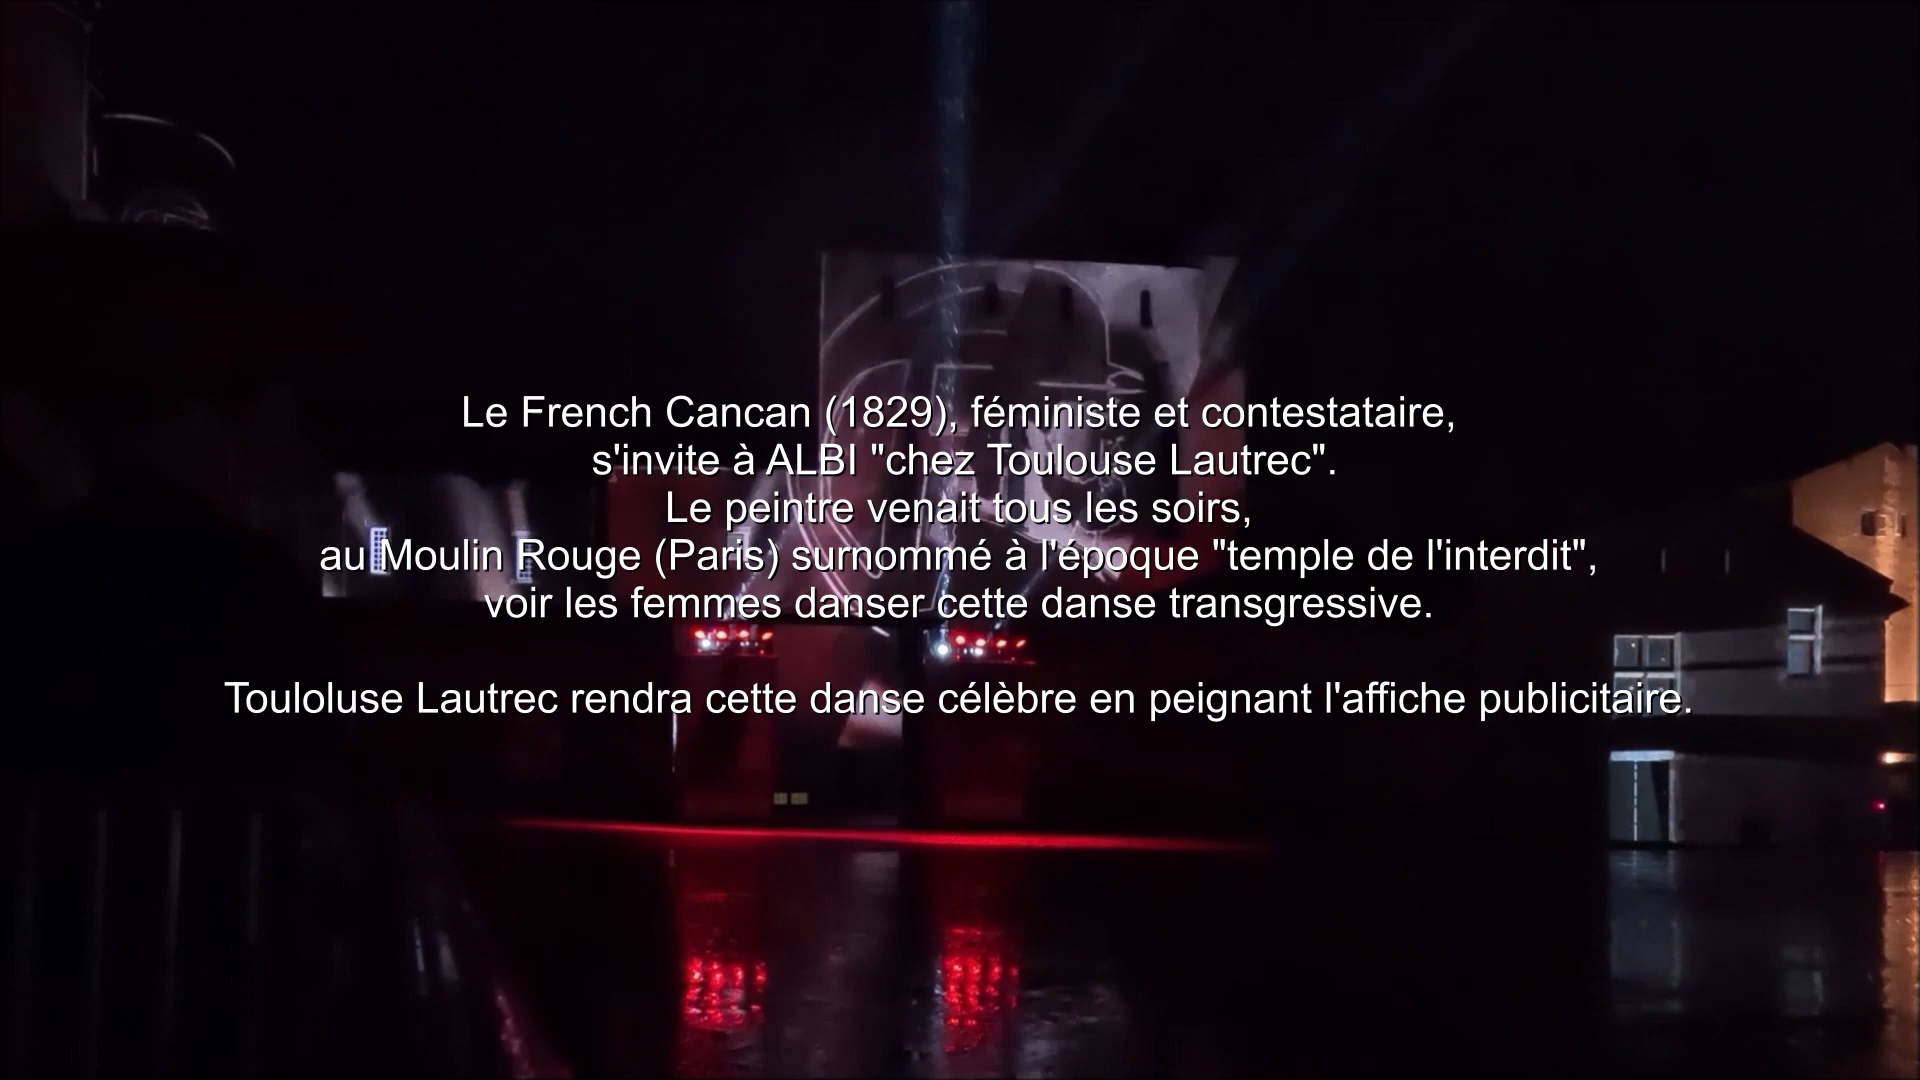 Le French Cancan (1829), féministe et contestataire,
s'invite à ALBI "chez Toulouse Lautrec".
Le peintre venait tous les soirs,
au Moulin Rouge (Paris) surnommé à l'époque "temple de l'interdit",
voir les femmes danser cette danse transgressive.
Touloluse Lautrec rendra cette danse célèbre en peignant l'affiche publicitaire.